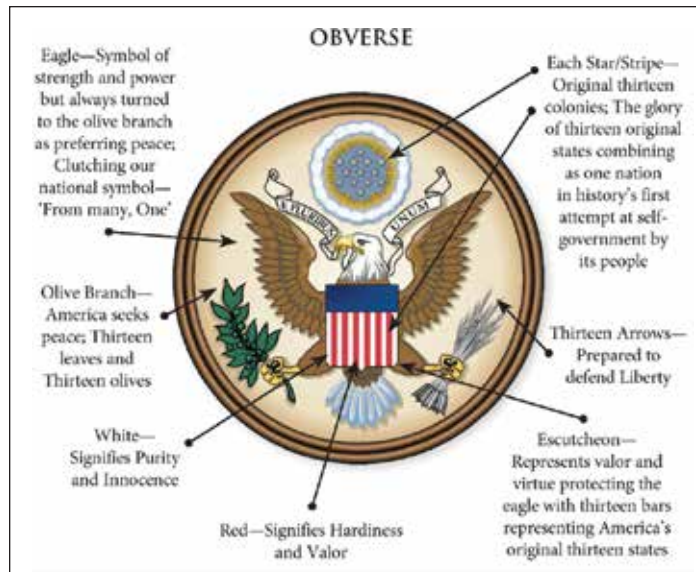 OBVERSE
Eagle—Symbol of
strength and power
but always turned
to the olive branch
as preferring peace;
Clutching our
national symbol—
'From many, One'
Each Star/Stripe—
Original thirteen
colonies; The glory
of thirteen original
states combining
as one nation
in history's first
attempt at self-
government by
its people
E PLURIBUS
UNUM
Olive Branch—
America seeks
peace; Thirteen
leaves and
Thirteen olives
Thirteen Arrows—
Prepared to
defend Liberty
White—
Signifies Purity
and Innocence
Red—Signifies Hardiness
and Valor
Escutcheon—
Represents valor and
virtue protecting the
eagle with thirteen bars
representing America's
original thirteen states